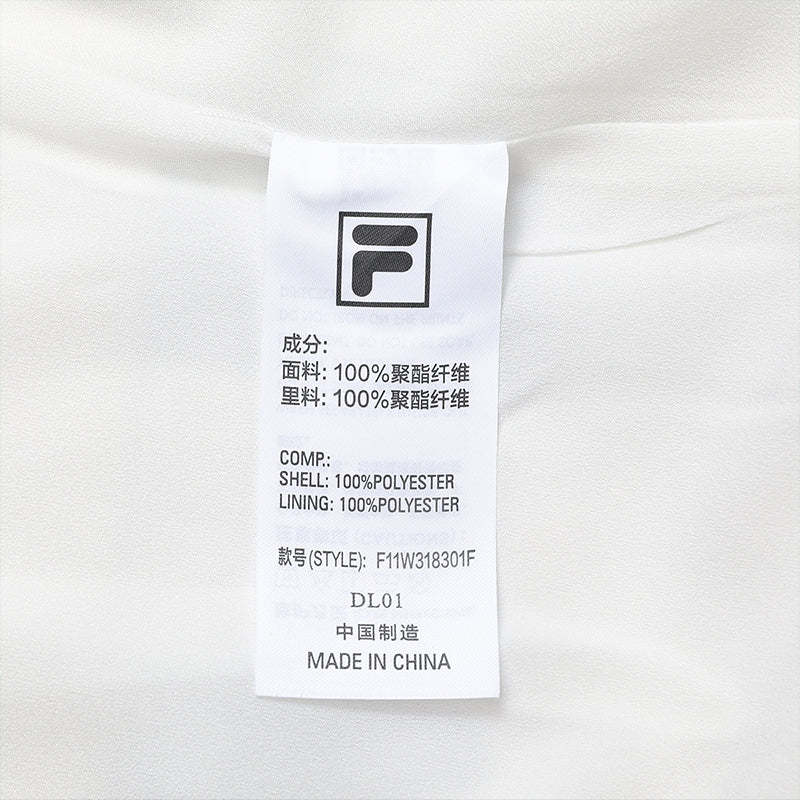 F
成分:
面料: 100%聚酯纤维
里料: 100%聚酯纤维
COMP.:
SHELL: 100%POLYESTER
LINING: 100%POLYESTER
款号(STYLE): F11W318301F
DL01
中国制造
MADE IN CHINA